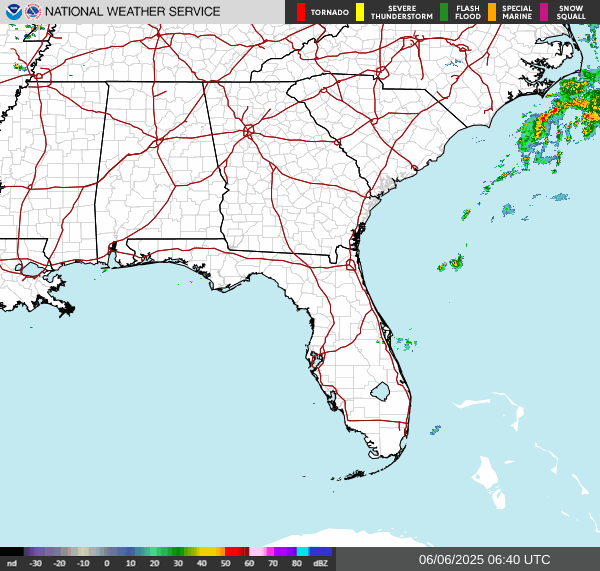 NATIONAL WEATHER SERVICE
TORNADO
SEVERE
THUNDERSTORM
FLASH
FLOOD
SPECIAL
MARINE
SNOW
SQUALL
nd -30 -20 -10 0 10 20 30 40 50 60 70 80 dBZ
06/06/2025 06:40 UTC